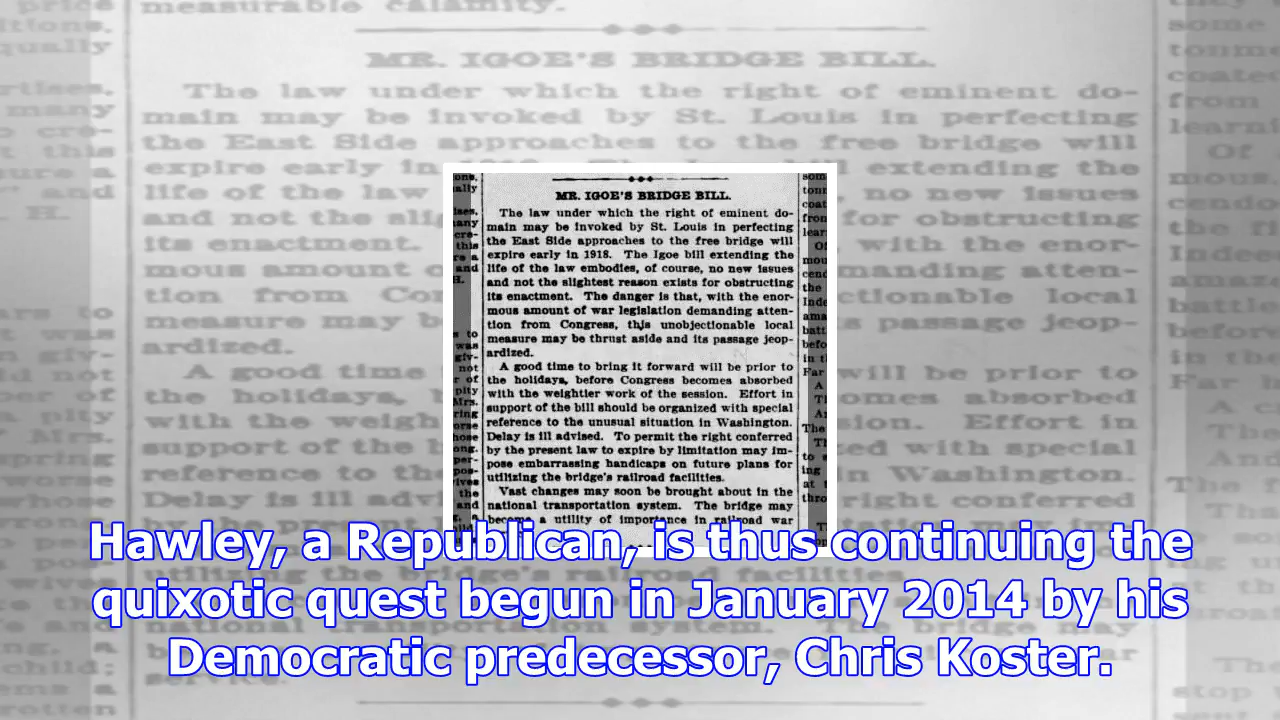 MR. IGOE'S BRIDGE BILL.
The law under which the right of eminent do-
main may be invoked by St. Louis in perfecting
the East Side approaches to the free bridge will
expire early in 1918. The Igoe bill extending the
life of the law embodies, of course, no new issues
and not the slightest reason exists for obstructing
its enactment. The danger is that, with the enor-
mous amount of war legislation demanding atten-
tion from Congress, this unobjectionable local
measure may be thrust aside and its passage jeop-
ardized.
A good time to bring it forward will be prior to
the holidays, before Congress becomes absorbed
with the weightier work of the session. Effort in
support of the bill should be organized with special
reference to the unusual situation in Washington.
Delay is ill advised. To permit the right conferred
by the present law to expire by limitation may im-
pose embarrassing handicaps on future plans for
utilizing the bridge's railroad facilities.
Vast changes may soon be brought about in the
national transportation system. The bridge may
become a utility of importance in railroad war
Hawley, a Republican, is thus continuing the
quixotic quest begun in January 2014 by his
Democratic predecessor, Chris Koster.